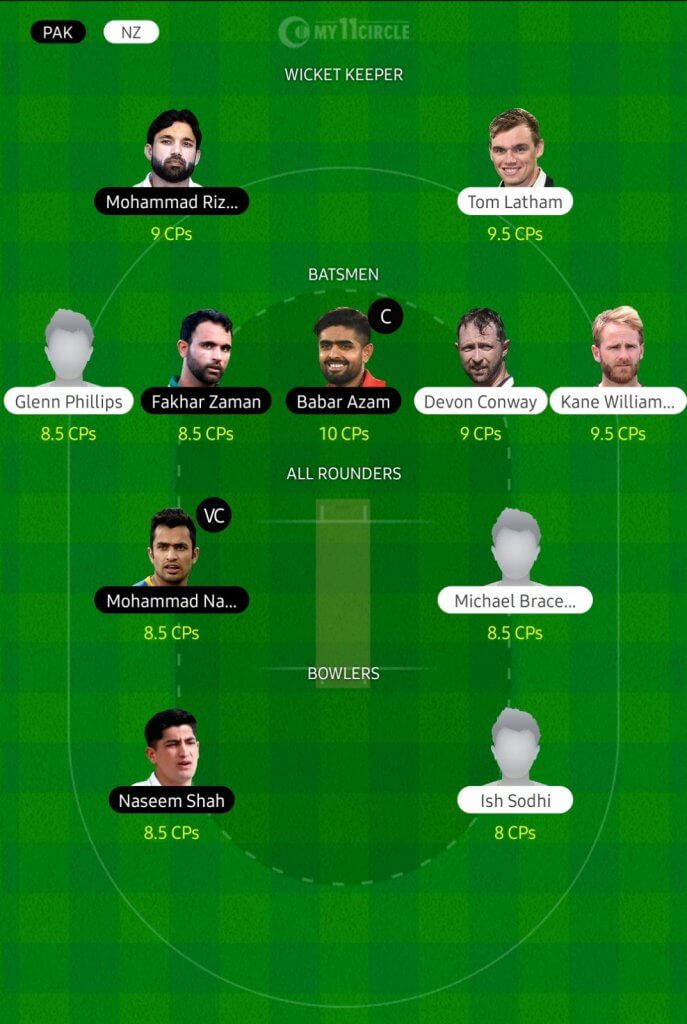 PAK NZ MY11CIRCLE
WICKET KEEPER
Mohammad Riz... Tom Latham
9 CPs 9.5 CPs
BATSMEN
C
Glenn Phillips Fakhar Zaman Babar Azam Devon Conway Kane William...
8.5 CPs 8.5 CPs 10 CPs 9 CPs 9.5 CPs
ALL ROUNDERS
VC
Mohammad Na... Michael Brace...
8.5 CPs 8.5 CPs
BOWLERS
Naseem Shah Ish Sodhi
8.5 CPs 8 CPs